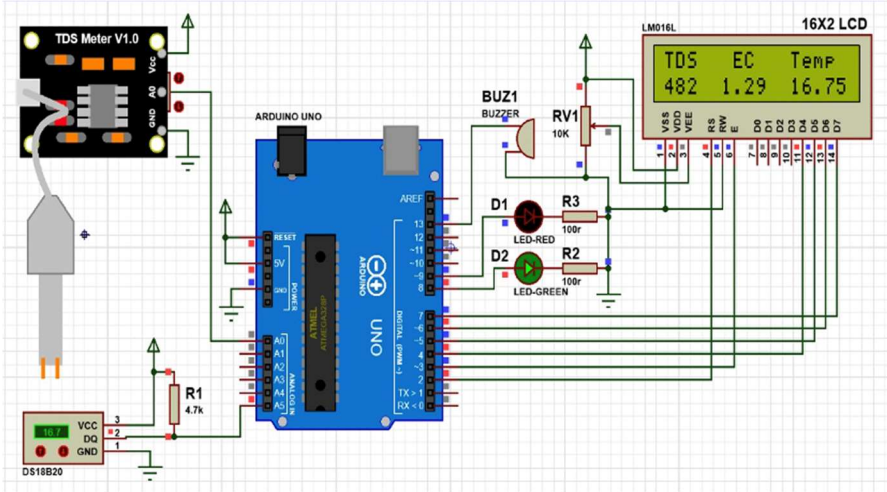 TDS Meter V1.0
Vcc
A0
GND
ARDUINO UNO
BUZ1
BUZZER
RV1
10K
LM016L
16X2 LCD
TDS EC Temp
482 1.29 16.75
VSS
VDD
VEE
RS
RW
E
D0
D1
D2
D3
D4
D5
D6
D7
1
2
3
4
5
6
7
8
9
10
11
12
13
14
AREF
13
12
~11
~10
~9
8
7
~6
~5
4
~3
2
TX > 1
RX < 0
DIGITAL (PWM ~)
RESET
5V
GND
POWER
A0
A1
A2
A3
A4
A5
ANALOG IN
ATMEL
ATMEGA328P
ARDUINO
UNO
D1
LED-RED
R3
100r
D2
LED-GREEN
R2
100r
R1
4.7k
16.7
VCC
DQ
GND
3
2
1
DS18B20